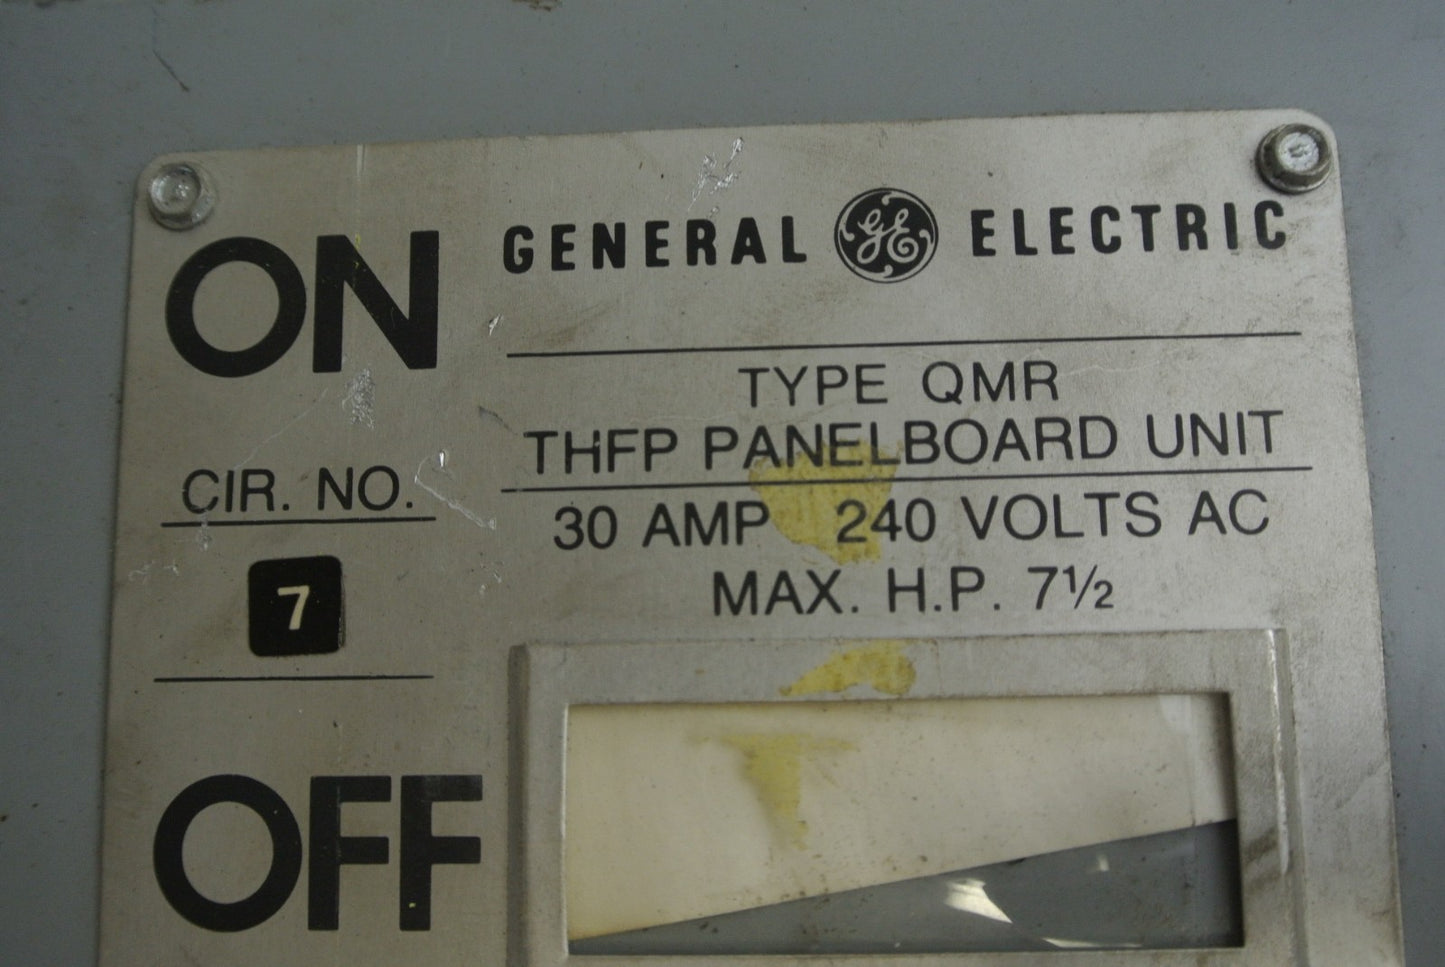 ON
GENERAL GE ELECTRIC
TYPE QMR
THFP PANELBOARD UNIT
30 AMP 240 VOLTS AC
MAX. H.P. 7½
CIR. NO.
7
OFF